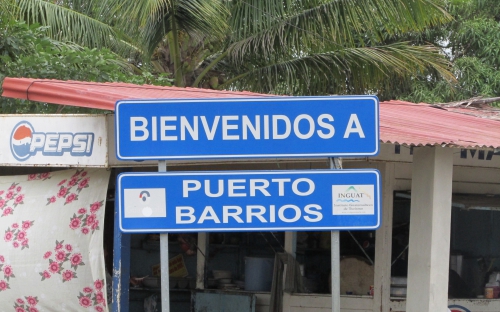 BIENVENIDOS A
PEPSI
PUERTO
BARRIOS
INGUAT